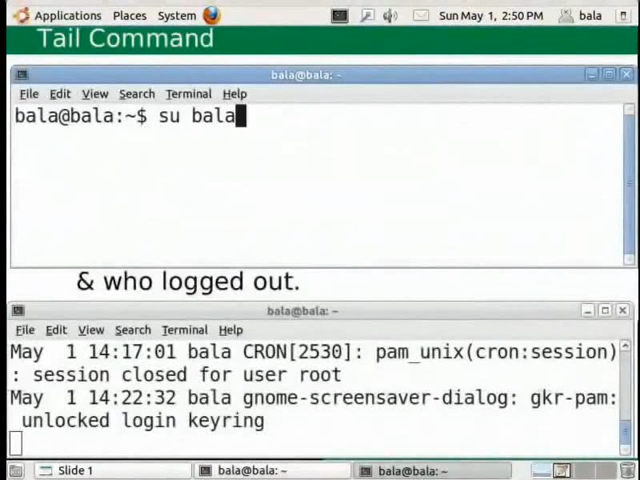 Applications Places System Sun May 1, 2:50 PM bala
Tail Command
bala@bala: ~
File Edit View Search Terminal Help
bala@bala:~$ su bala
& who logged out.
bala@bala: ~
File Edit View Search Terminal Help
May  1 14:17:01 bala CRON[2530]: pam_unix(cron:session)
: session closed for user root
May  1 14:22:32 bala gnome-screensaver-dialog: gkr-pam:
unlocked login keyring
Slide 1 bala@bala: ~ bala@bala: ~